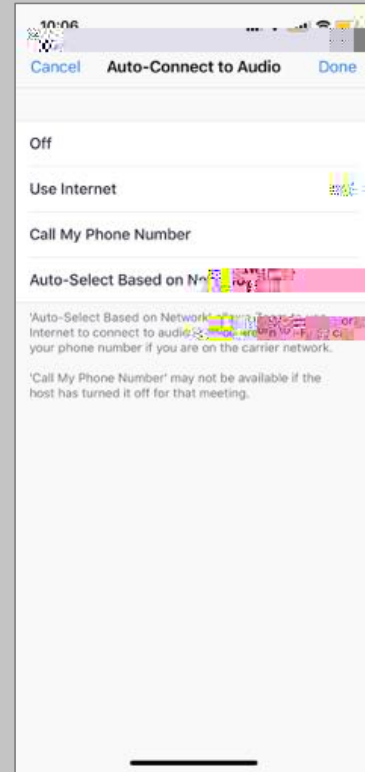 10:06
Cancel Auto-Connect to Audio Done
Off
Use Internet
Call My Phone Number
Auto-Select Based on
'Auto-Select Based on Network'
Internet to connect to audio
your phone number if you are on the carrier network.
'Call My Phone Number' may not be available if the
host has turned it off for that meeting.